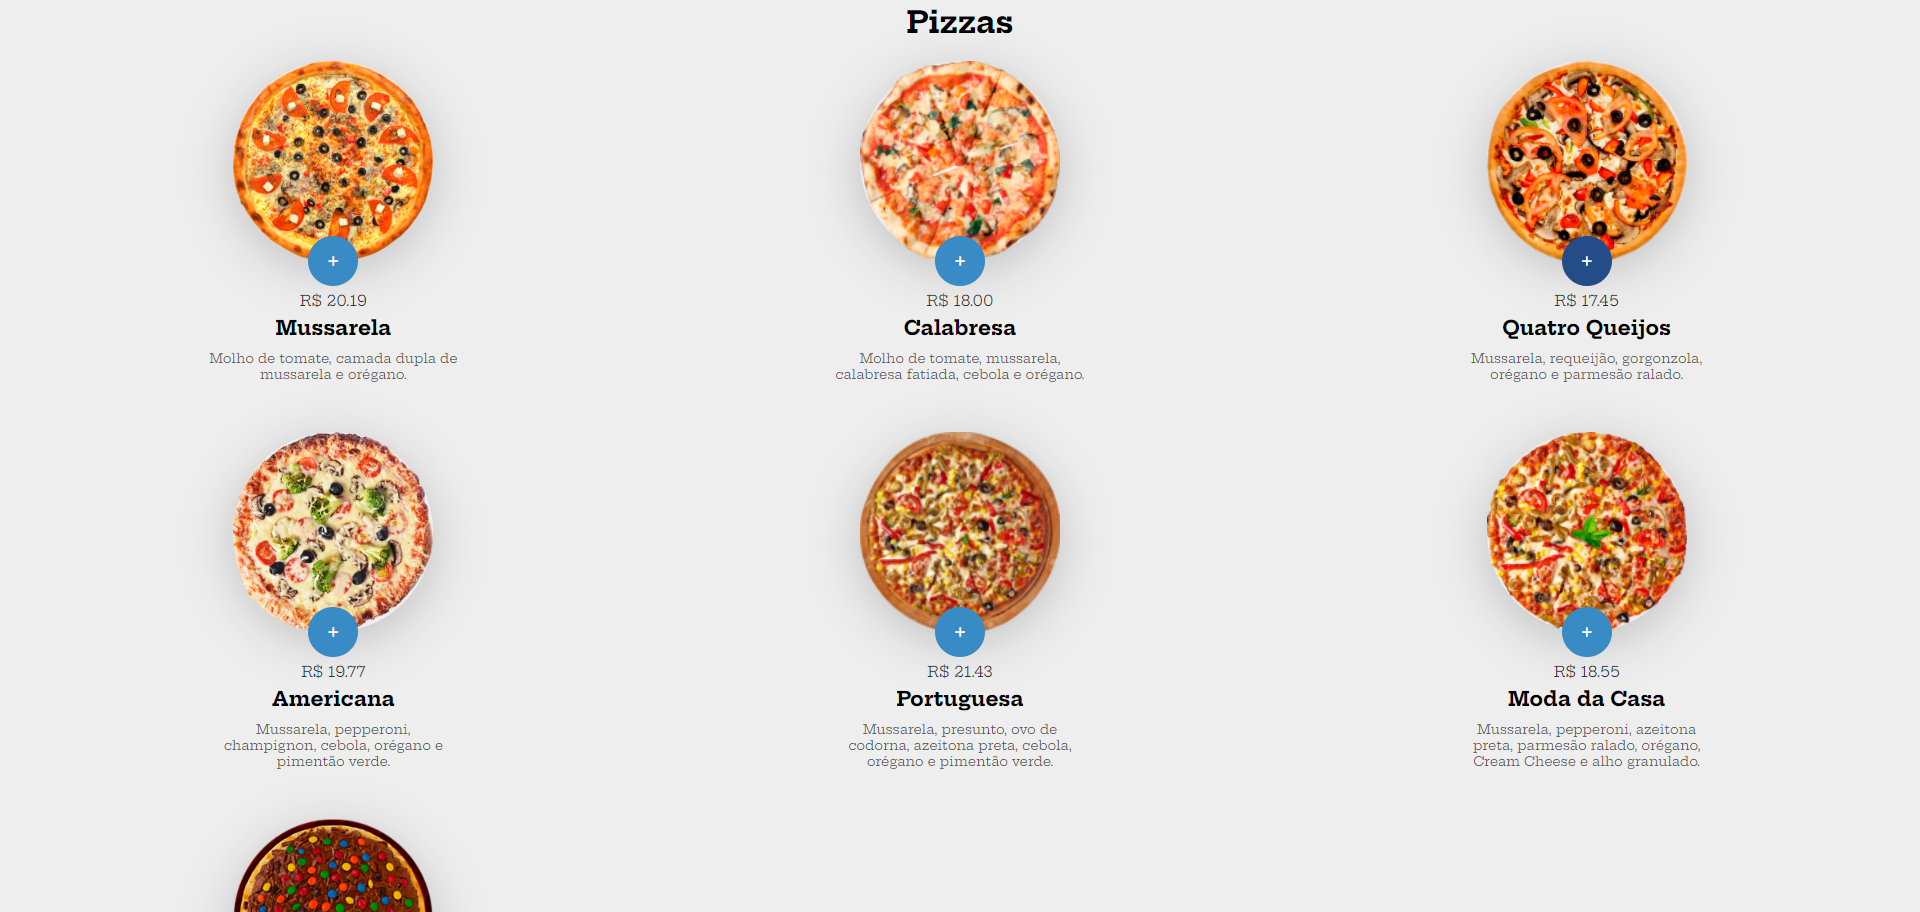 Pizzas
+
+
+
R$ 20.19
R$ 18.00
R$ 17.45
Mussarela
Calabresa
Quatro Queijos
Molho de tomate, camada dupla de
mussarela e orégano.
Molho de tomate, mussarela,
calabresa fatiada, cebola e orégano.
Mussarela, requeijão, gorgonzola,
orégano e parmesão ralado.
+
+
+
R$ 19.77
R$ 21.43
R$ 18.55
Americana
Portuguesa
Moda da Casa
Mussarela, pepperoni,
champignon, cebola, orégano e
pimentão verde.
Mussarela, presunto, ovo de
codorna, azeitona preta, cebola,
orégano e pimentão verde.
Mussarela, pepperoni, azeitona
preta, parmesão ralado, orégano,
Cream Cheese e alho granulado.